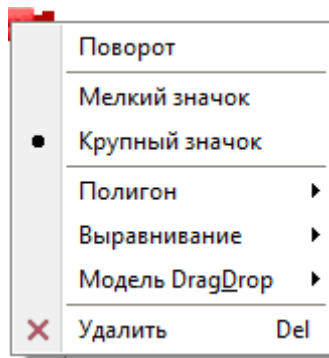 Поворот
Мелкий значок
Крупный значок
Полигон
Выравнивание
Модель DragDrop
Удалить Del